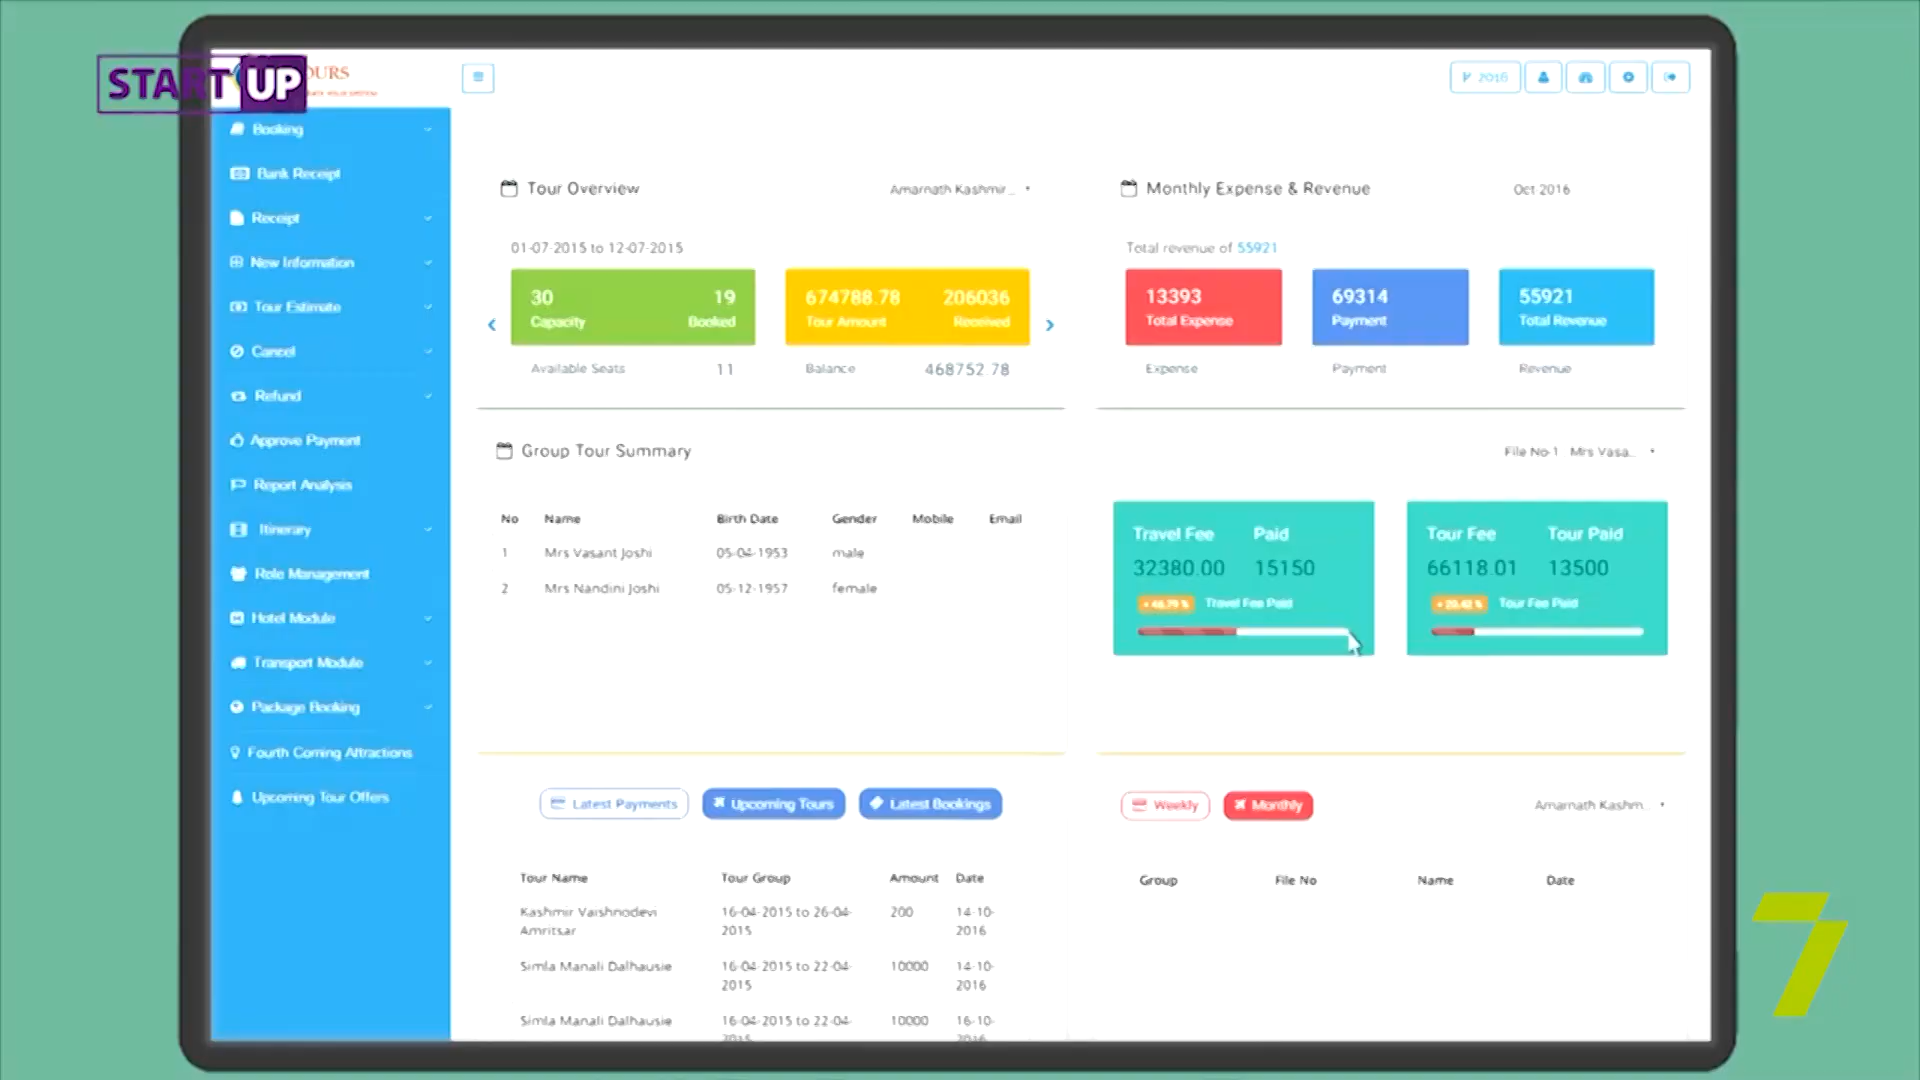 START UP
OURS
2016
Booking
Bank Receipt
Receipt
New Information
Tour Estimate
Cancel
Refund
Approve Payment
Report Analysis
Itinerary
Role Management
Hotel Module
Transport Module
Package Booking
Fourth Coming Attractions
Upcoming Tour Offers
Tour Overview
Amarnath Kashmir ...
01-07-2015 to 12-07-2015
30 19
Capacity Booked
674788.78 206036
Tour Amount Received
Available Seats 11
Balance 468752.78
Monthly Expense & Revenue
Oct 2016
Total revenue of 55921
13393
Total Expense
69314
Payment
55921
Total Revenue
Expense
Payment
Revenue
Group Tour Summary
No Name Birth Date Gender Mobile Email
1 Mrs Vasant Joshi 05-04-1953 male
2 Mrs Nandini Joshi 05-12-1957 female
File No-1 Mrs Vasa...
Travel Fee Paid
32380.00 15150
Travel Fee Paid
Tour Fee Tour Paid
66118.01 13500
Tour Fee Paid
Latest Payments
Upcoming Tours
Latest Bookings
Tour Name Tour Group Amount Date
Kashmir Vaishnodevi 16-04-2015 to 26-04- 200 14-10-
Amritsar 2015 2016
Simla Manali Dalhausie 16-04-2015 to 22-04- 10000 14-10-
2015 2016
Simla Manali Dalhausie 16-04-2015 to 22-04- 10000 16-10-
2015 2016
Weekly
Monthly
Amarnath Kashm...
Group File No Name Date
7